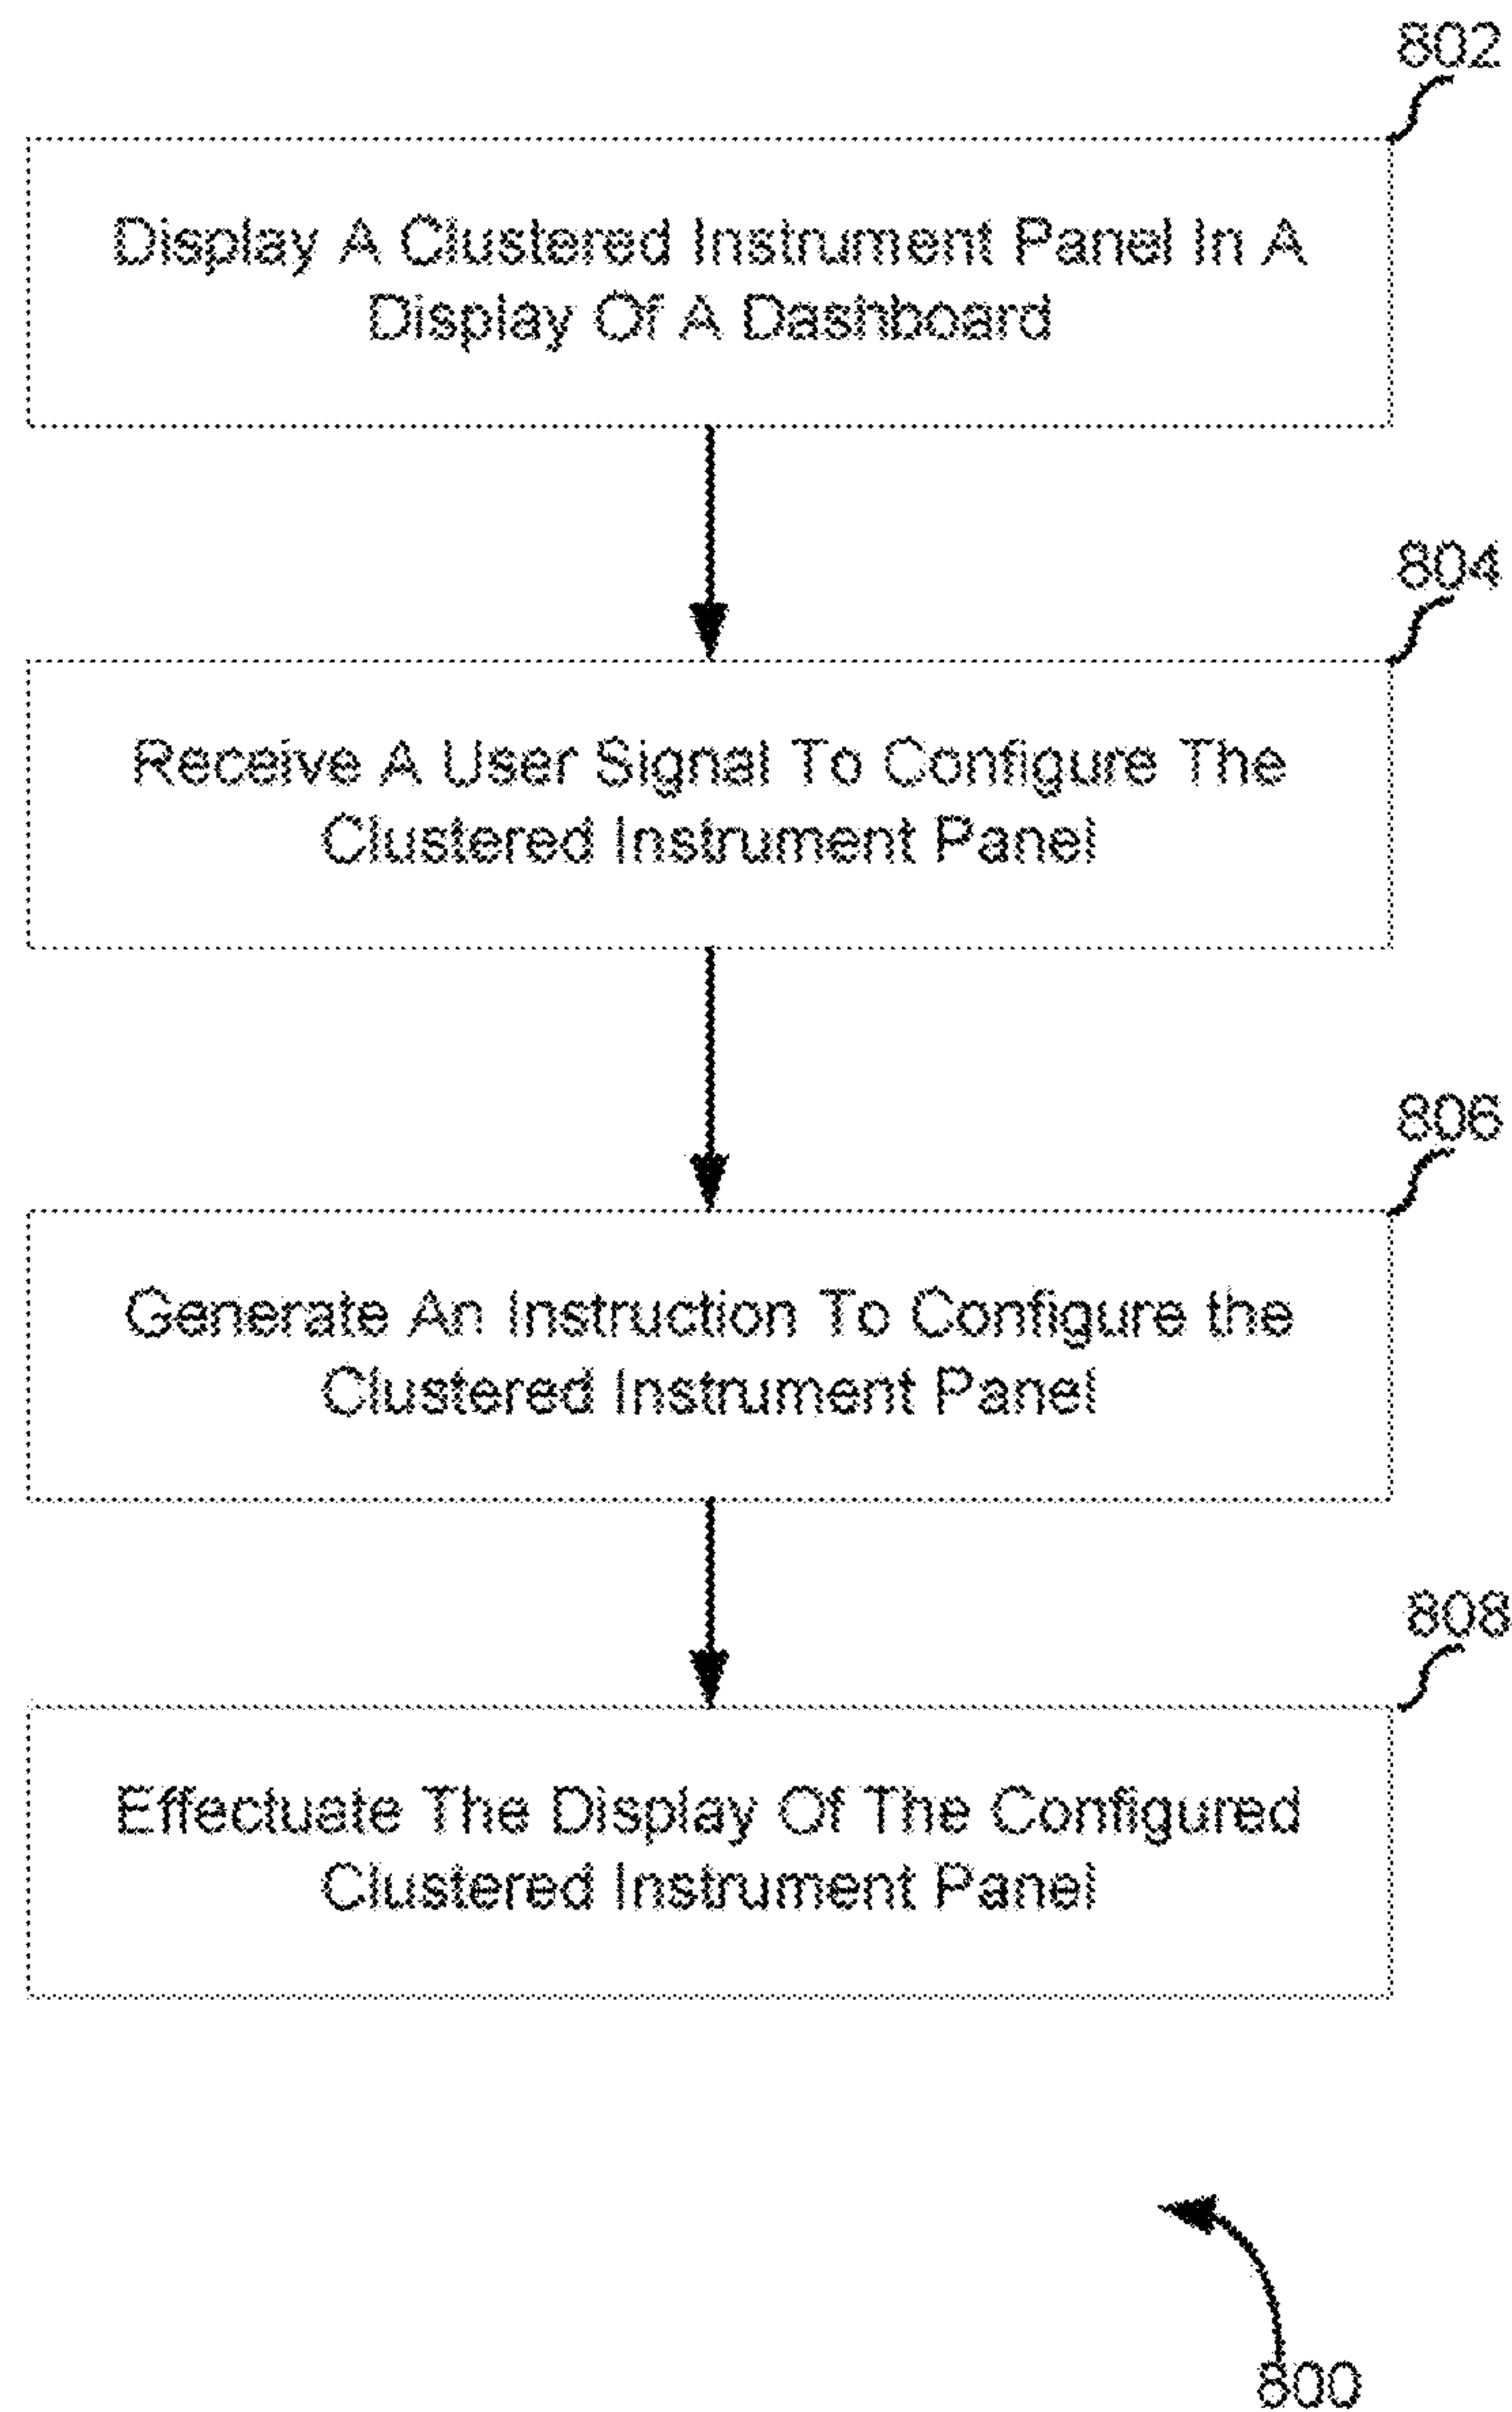 802
Display A Clustered Instrument Panel In A
Display Of A Dashboard
804
Receive A User Signal To Configure The
Clustered Instrument Panel
806
Generate An Instruction To Configure the
Clustered Instrument Panel
808
Effectuate The Display Of The Configured
Clustered Instrument Panel
800